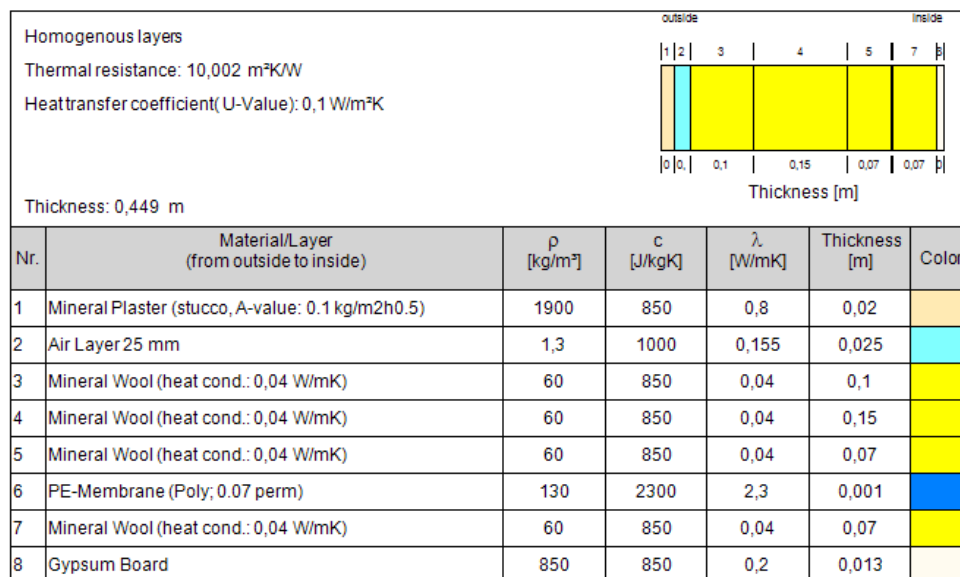 Homogenous layers
Thermal resistance: 10,002 m²K/W
Heat transfer coefficient( U-Value): 0,1 W/m²K
Thickness: 0,449 m
outside inside
1 2 3 4 5 7 8
0 0, 0,1 0,15 0,07 0,07 0
Thickness [m]
Nr. Material/Layer (from outside to inside) ρ [kg/m³] c [J/kgK] λ [W/mK] Thickness [m] Color
1 Mineral Plaster (stucco, A-value: 0.1 kg/m2h0.5) 1900 850 0,8 0,02
2 Air Layer 25 mm 1,3 1000 0,155 0,025
3 Mineral Wool (heat cond.: 0,04 W/mK) 60 850 0,04 0,1
4 Mineral Wool (heat cond.: 0,04 W/mK) 60 850 0,04 0,15
5 Mineral Wool (heat cond.: 0,04 W/mK) 60 850 0,04 0,07
6 PE-Membrane (Poly; 0.07 perm) 130 2300 2,3 0,001
7 Mineral Wool (heat cond.: 0,04 W/mK) 60 850 0,04 0,07
8 Gypsum Board 850 850 0,2 0,013